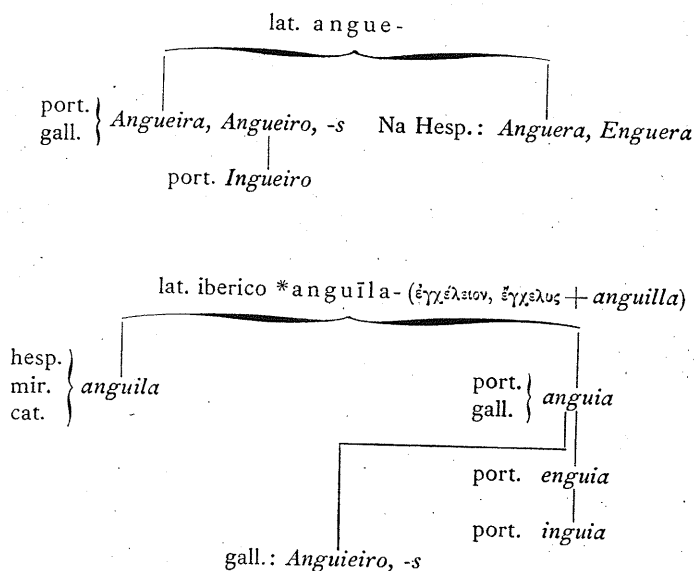 lat. angue-
port. gall. } Angueira, Angueiro, -s Na Hesp.: Anguera, Enguera
port. Ingueiro
lat. iberico *anguīla- (ἐγχέλειον, ἔγχελυς + anguilla)
hesp. mir. cat. } anguila
port. gall. } anguia
port. enguia
port. inguia
gall.: Anguieiro, -s